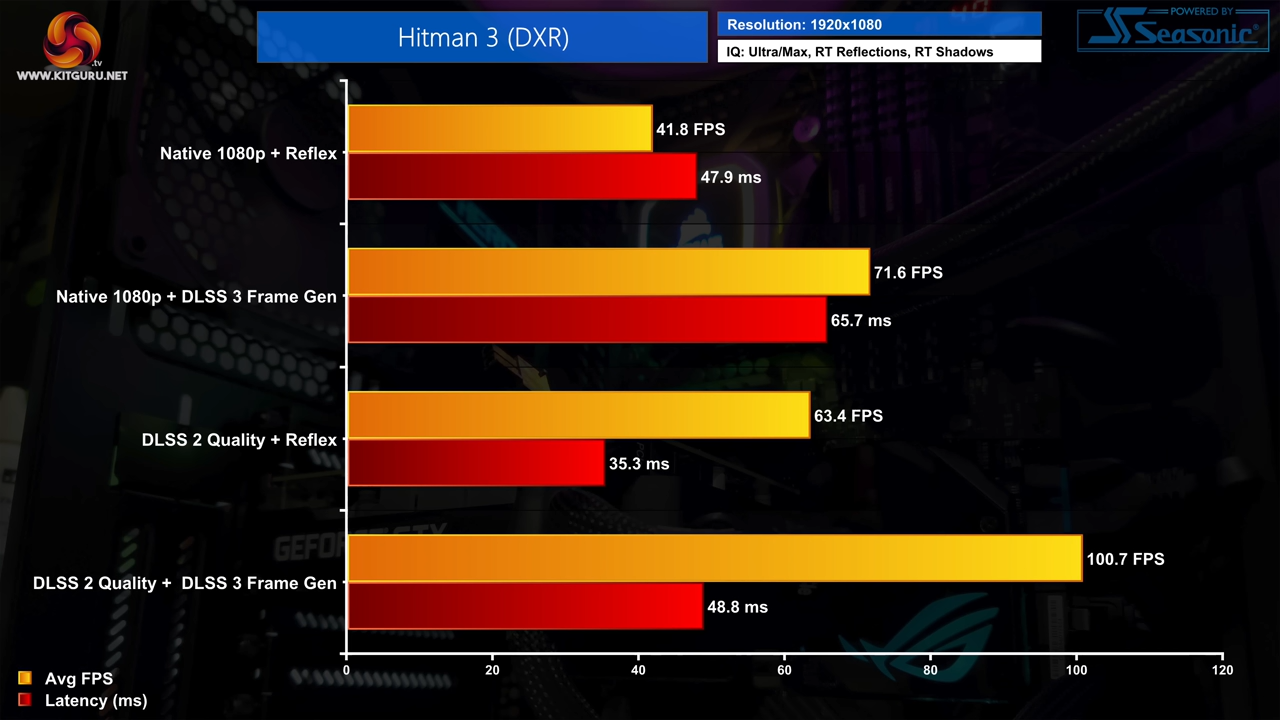 WWW.KITGURU.NET
.tv
Hitman 3 (DXR)
Resolution: 1920x1080
IQ: Ultra/Max, RT Reflections, RT Shadows
POWERED BY
Seasonic
Native 1080p + Reflex
41.8 FPS
47.9 ms
Native 1080p + DLSS 3 Frame Gen
71.6 FPS
65.7 ms
DLSS 2 Quality + Reflex
63.4 FPS
35.3 ms
GEFORCE GTX
DLSS 2 Quality + DLSS 3 Frame Gen
100.7 FPS
48.8 ms
0 20 40 60 80 100 120
Avg FPS
Latency (ms)